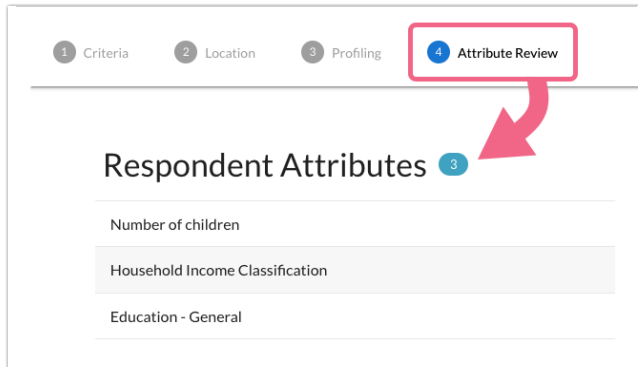 1 Criteria 2 Location 3 Profiling 4 Attribute Review
Respondent Attributes 3
Number of children
Household Income Classification
Education - General